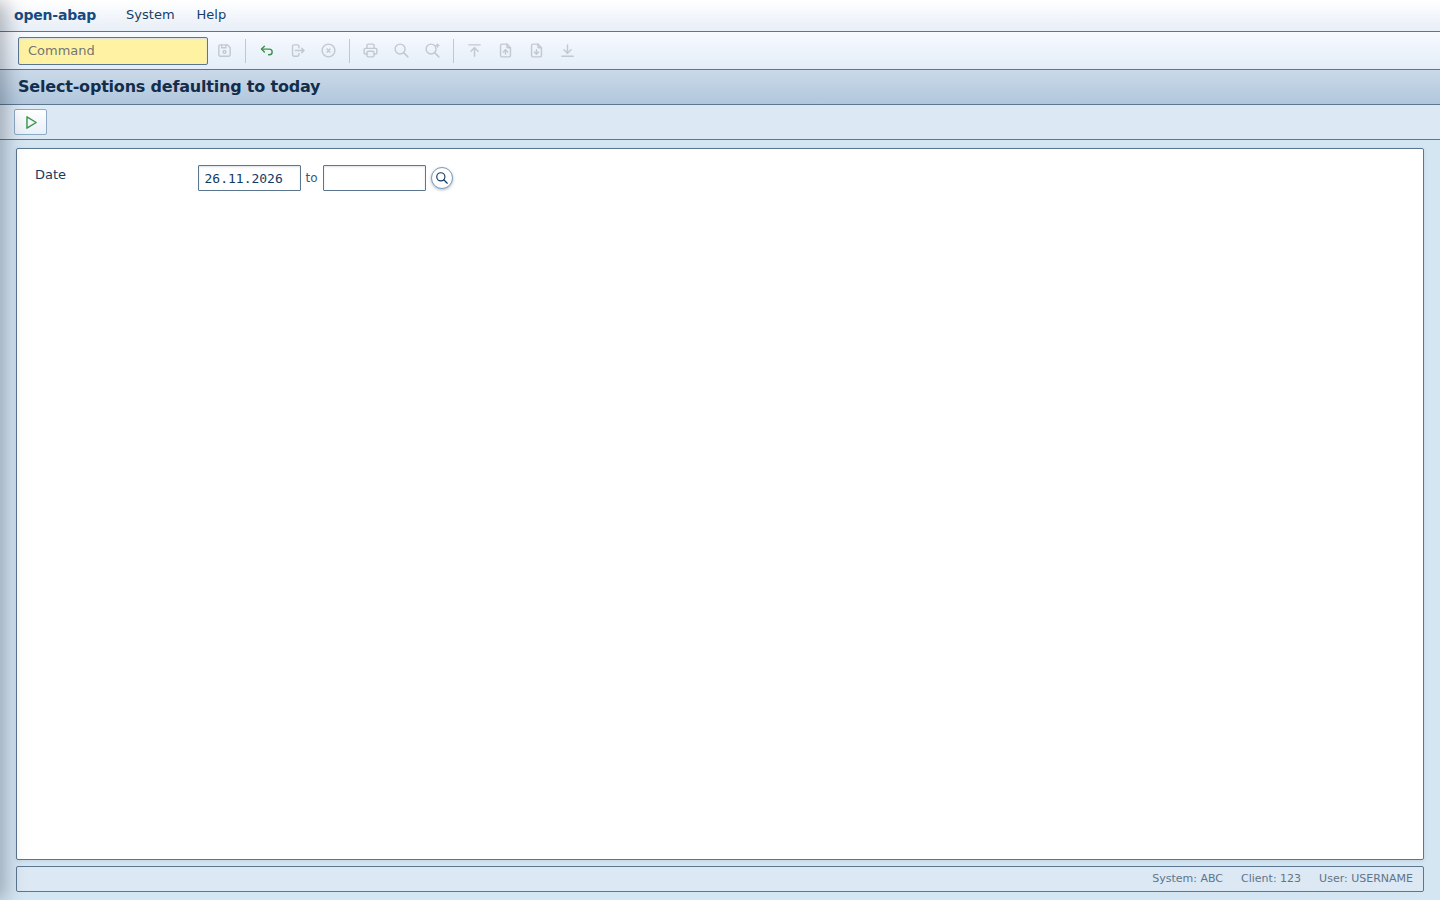 open-abap System Help
Command
Select-options defaulting to today
Date 26.11.2026 to
System: ABC Client: 123 User: USERNAME